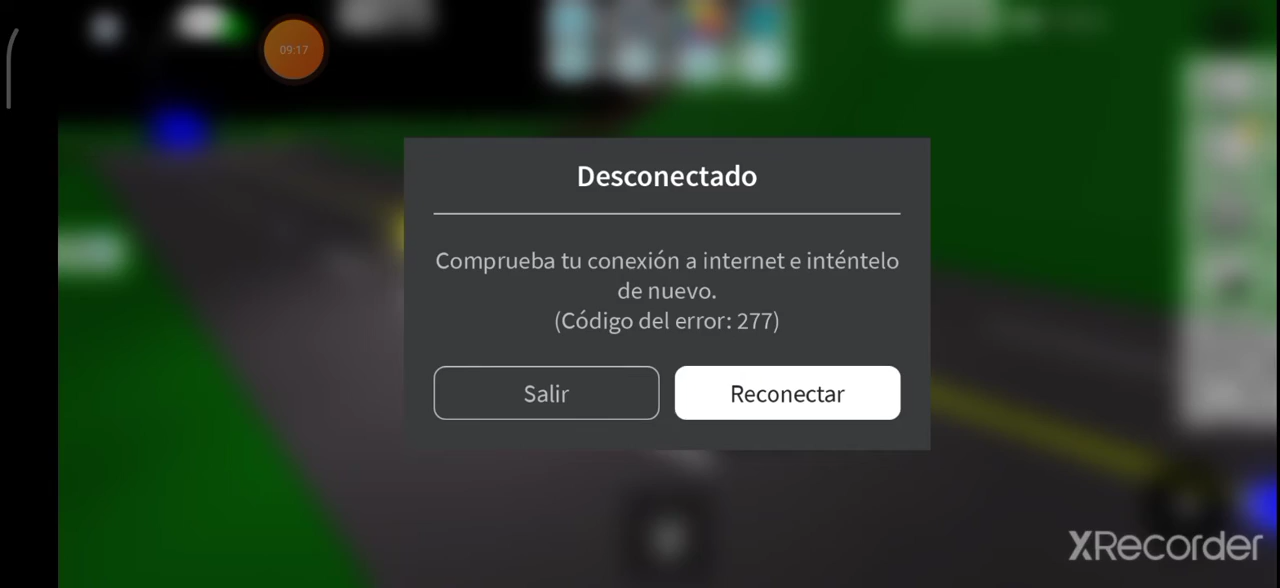 09:17
Desconectado
Comprueba tu conexión a internet e inténtelo
de nuevo.
(Código del error: 277)
Salir
Reconectar
XRecorder